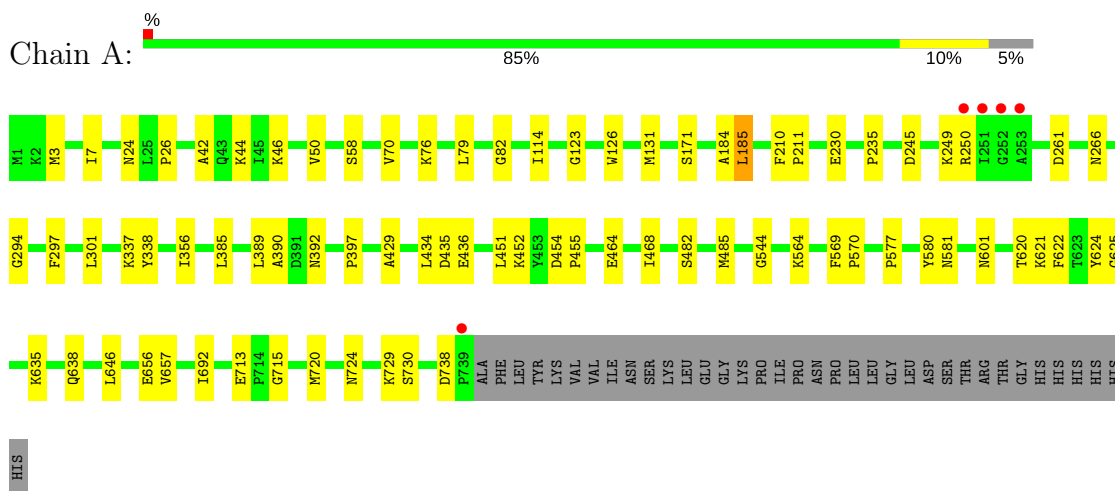 %
Chain A:
85% 10% 5%
M1 K2 M3 I7 N24 L25 P26 A42 Q43 K44 I45 K46 V50 S58 V70 K76 L79 G82 I114 G123 W126 M131 S171 A184 L185 F210 P211 E230 P235 D245 K249 R250 I251 G252 A253 D261 N266
G294 F297 L301 K337 Y338 I356 L385 L389 A390 D391 N392 P397 A429 L434 D435 E436 L451 K452 Y453 D454 P455 E464 I468 S482 M485 G544 K564 F569 P570 P577 Y580 N581 N601 T620 K621 F622 T623 Y624 G625
K635 Q638 L646 E656 V657 I692 E713 P714 G715 M720 N724 K729 S730 D738 P739 ALA PHE LEU TYR LYS VAL VAL ILE ASN SER LYS LEU GLU GLY LYS PRO ILE PRO ASN PRO LEU LEU GLY LEU ASP SER THR ARG THR GLY HIS HIS HIS HIS HIS
HIS